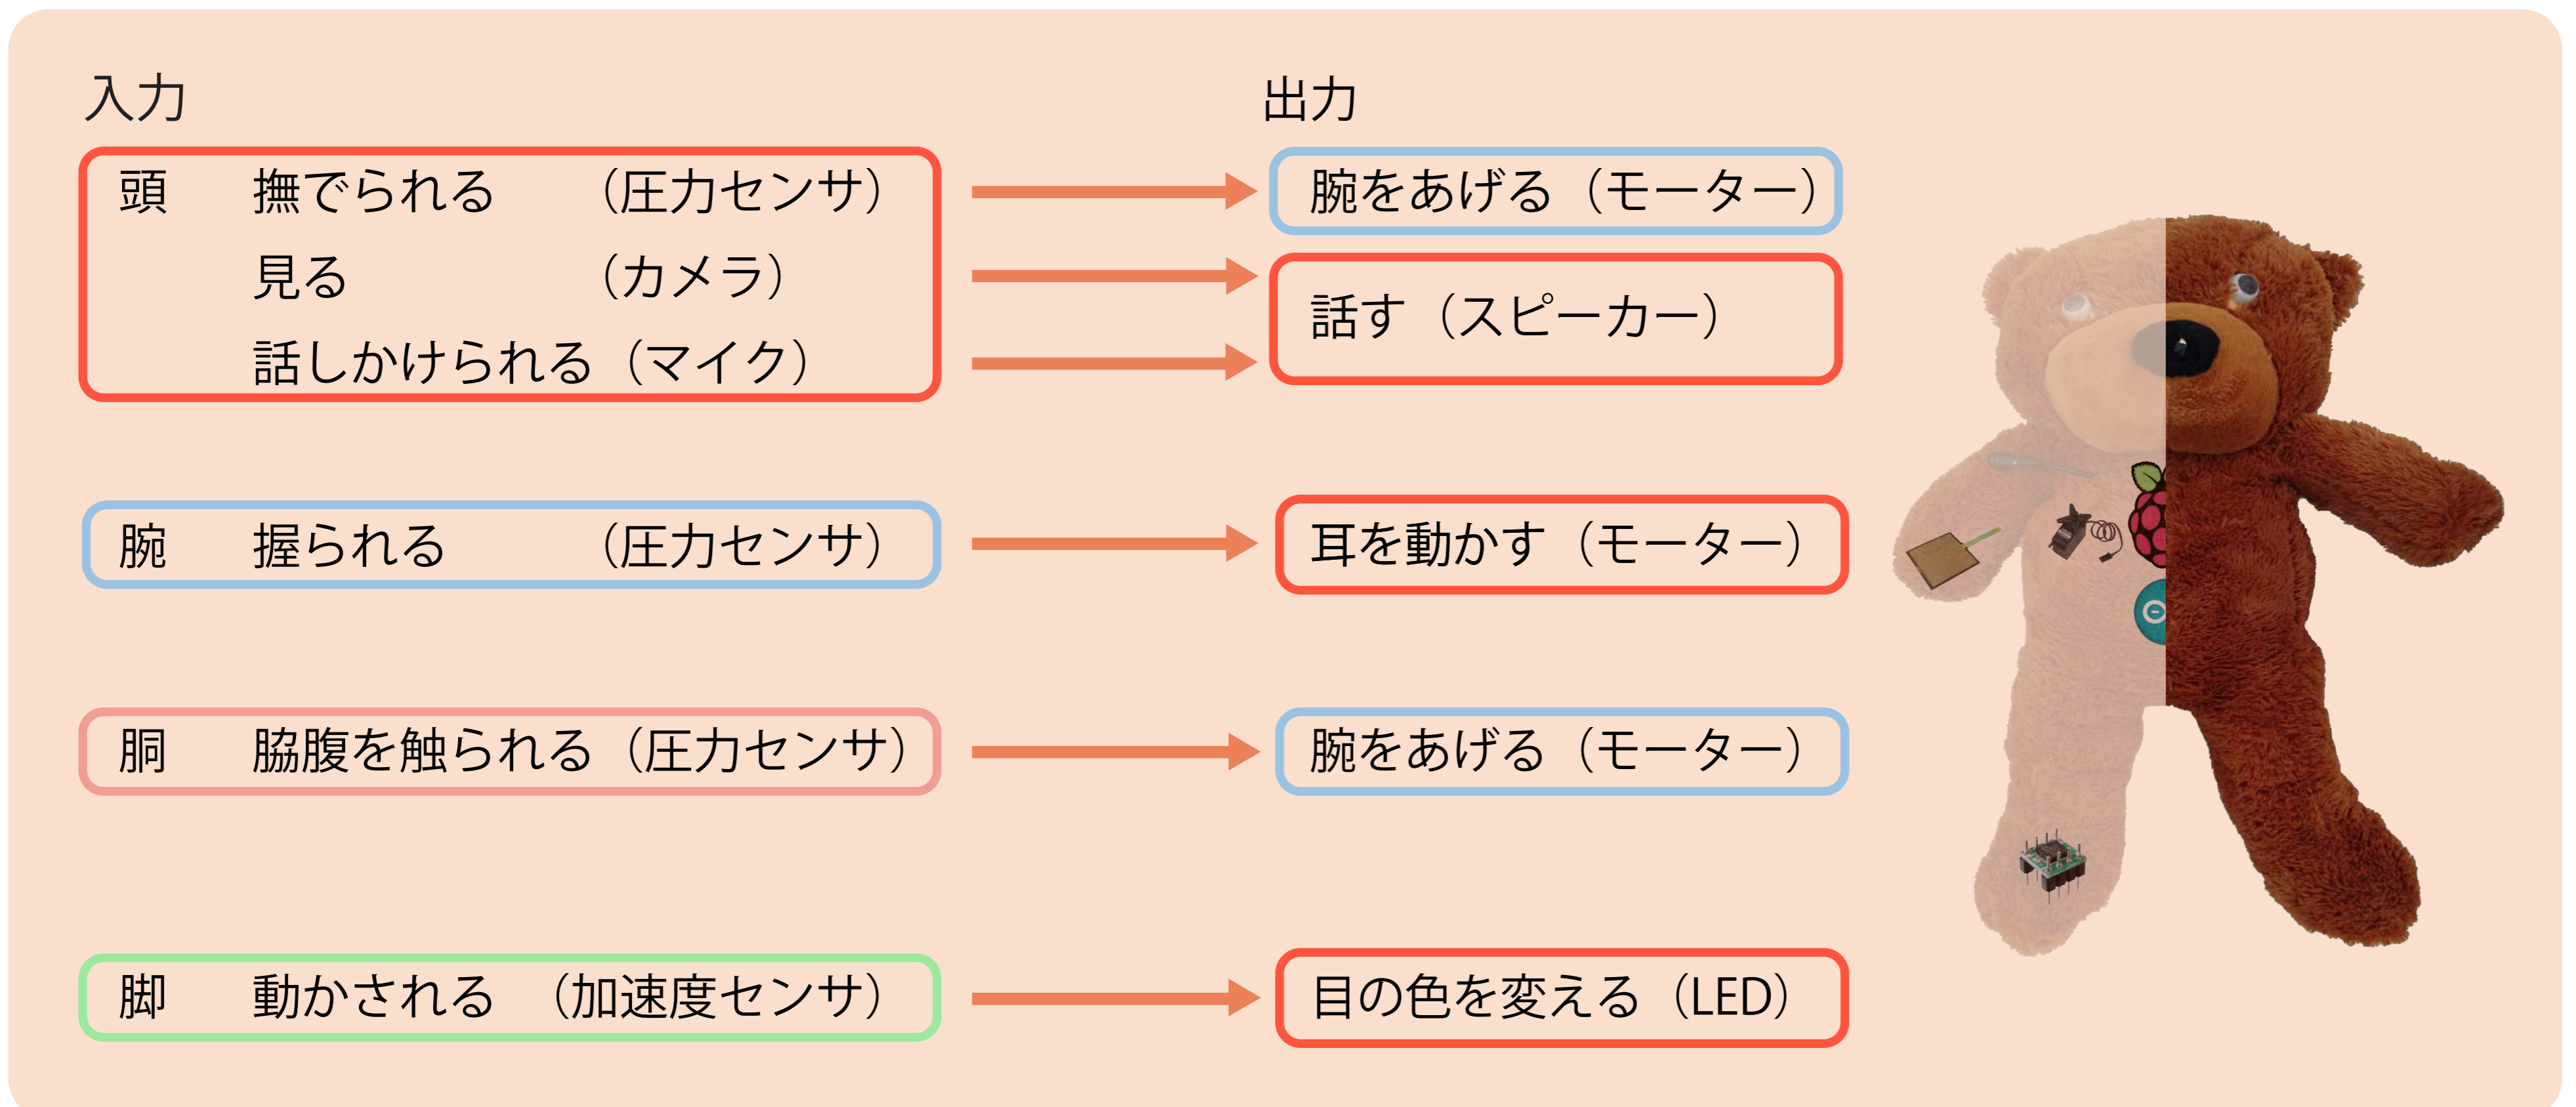 入力 出力
頭 撫でられる （圧力センサ） 腕をあげる（モーター）
見る （カメラ）
話す（スピーカー）
話しかけられる（マイク）
腕 握られる （圧力センサ） 耳を動かす（モーター）
胴 脇腹を触られる（圧力センサ） 腕をあげる（モーター）
脚 動かされる （加速度センサ） 目の色を変える（LED）